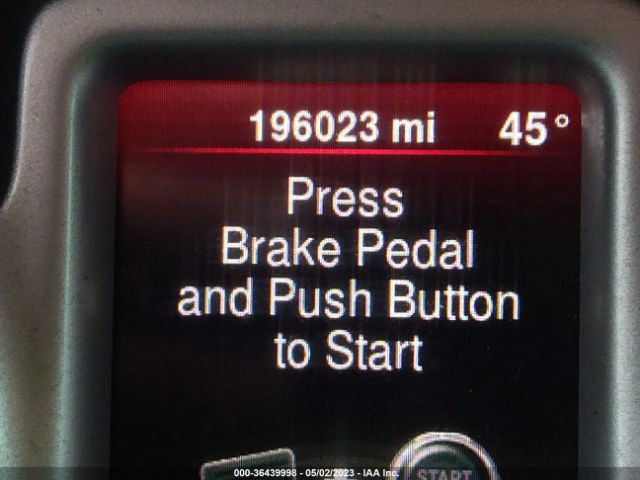 196023 mi 45°
Press
Brake Pedal
and Push Button
to Start
START
000-36439998 - 05/02/2023 - IAA Inc.